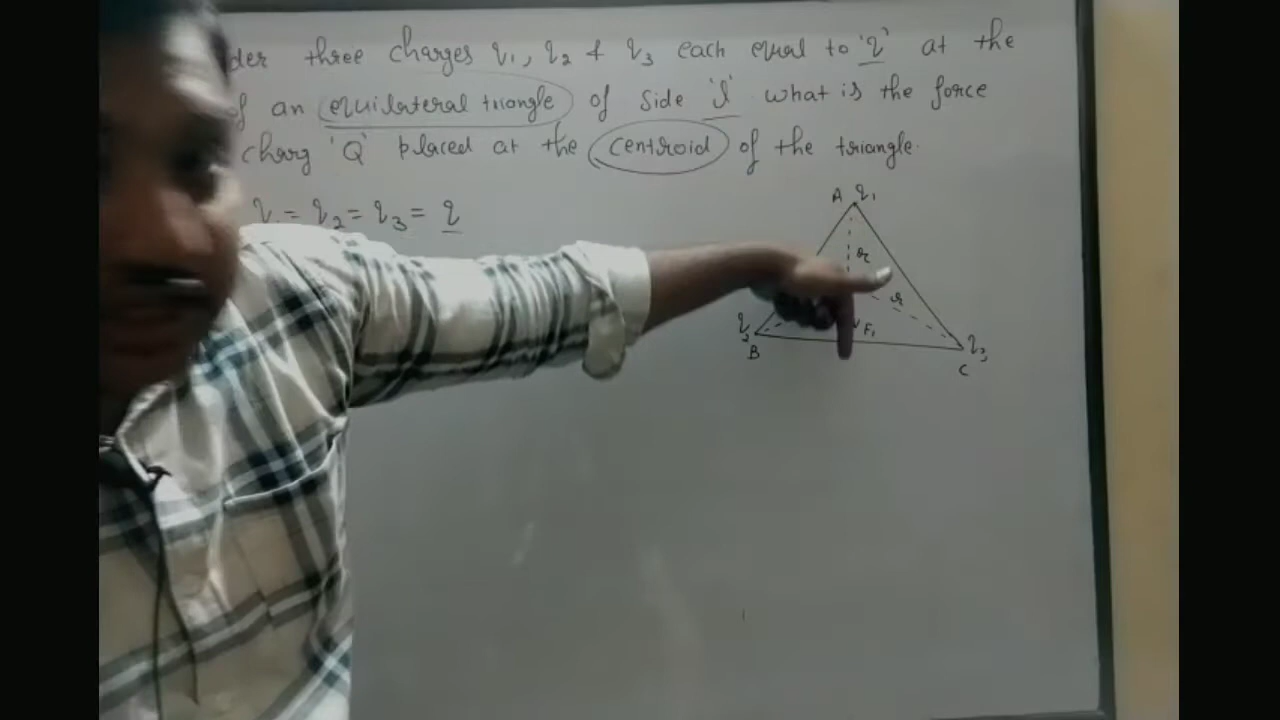 der three charges q1, q2 & q3 each equal to 'q' at the
of an equilateral triangle of side 'l' what is the force
charg 'Q' placed at the centroid of the triangle.
q = q2 = q3 = q
A q1
r
r
q2
F1
q3
B
C